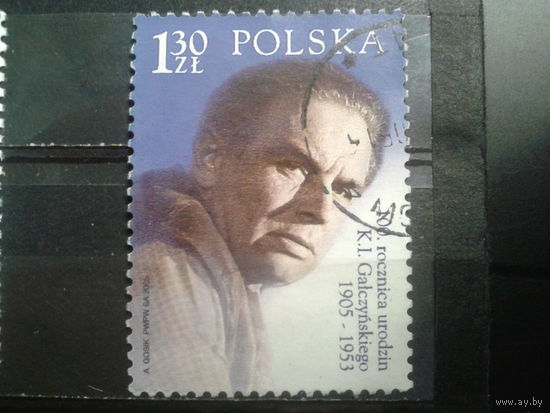 1 30 ZŁ POLSKA
100. rocznica urodzin
K.I. Gałczyńskiego
1905 - 1953
A GOSIK PWPW SA 2005
www.ay.by